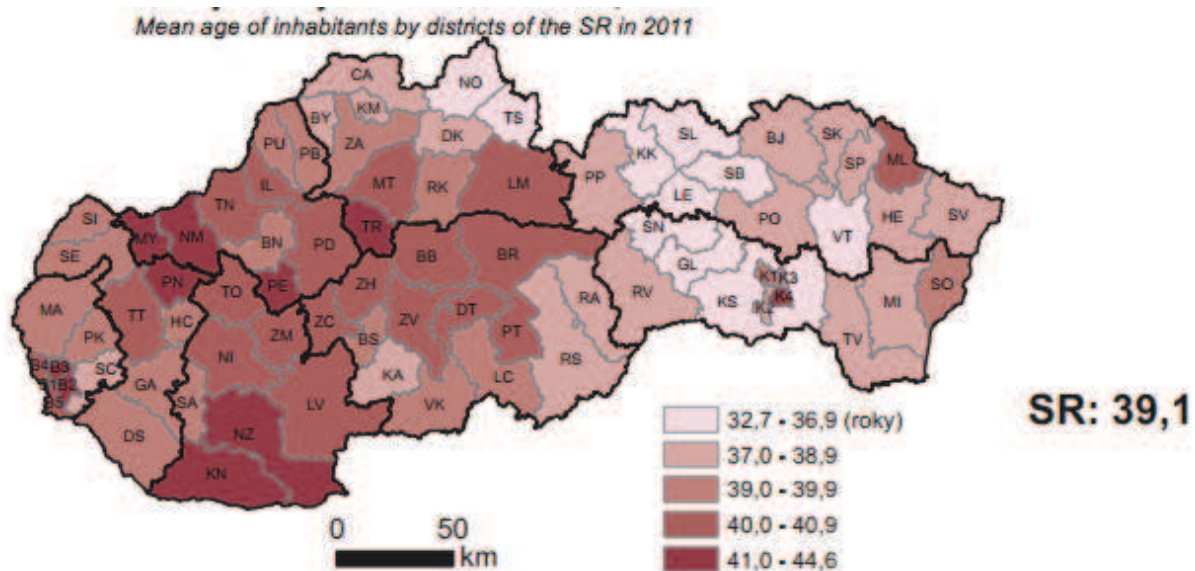 Mean age of inhabitants by districts of the SR in 2011
CA
NO
TS
BY
KM
DK
PU
PB
ZA
IL
MT
RK
LM
TN
BN
PD
TR
SI
SE
MY
NM
PN
PE
MA
PK
TT
HC
TO
NI
ZM
B4
B3
B1
B2
B5
SC
GA
SA
DS
KN
NZ
LV
ZH
ZC
BB
BR
ZV
DT
PT
BS
KA
VK
LC
RS
RA
PP
KK
SL
SB
LE
BJ
SK
SP
ML
PO
HE
SV
VT
SN
GL
RV
KS
K1
K3
K4
TV
MI
SO
SR: 39,1
32,7 - 36,9 (roky)
37,0 - 38,9
39,0 - 39,9
40,0 - 40,9
41,0 - 44,6
0 50
km